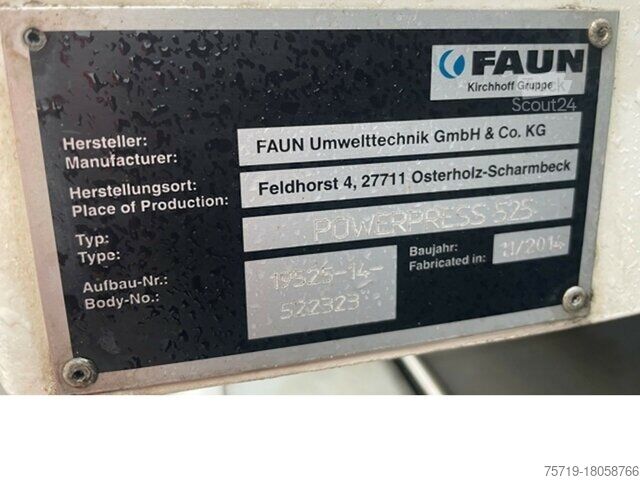 FAUN
Kirchhoff Gruppe
Scout24
Hersteller:
Manufacturer:
FAUN Umwelttechnik GmbH & Co. KG
Herstellungsort:
Place of Production:
Feldhorst 4, 27711 Osterholz-Scharmbeck
Typ:
Type:
POWERPRESS 525
Aufbau-Nr.:
Body-No.:
19525-14-
522323
Baujahr:
Fabricated in:
11/2014
75719-18058766